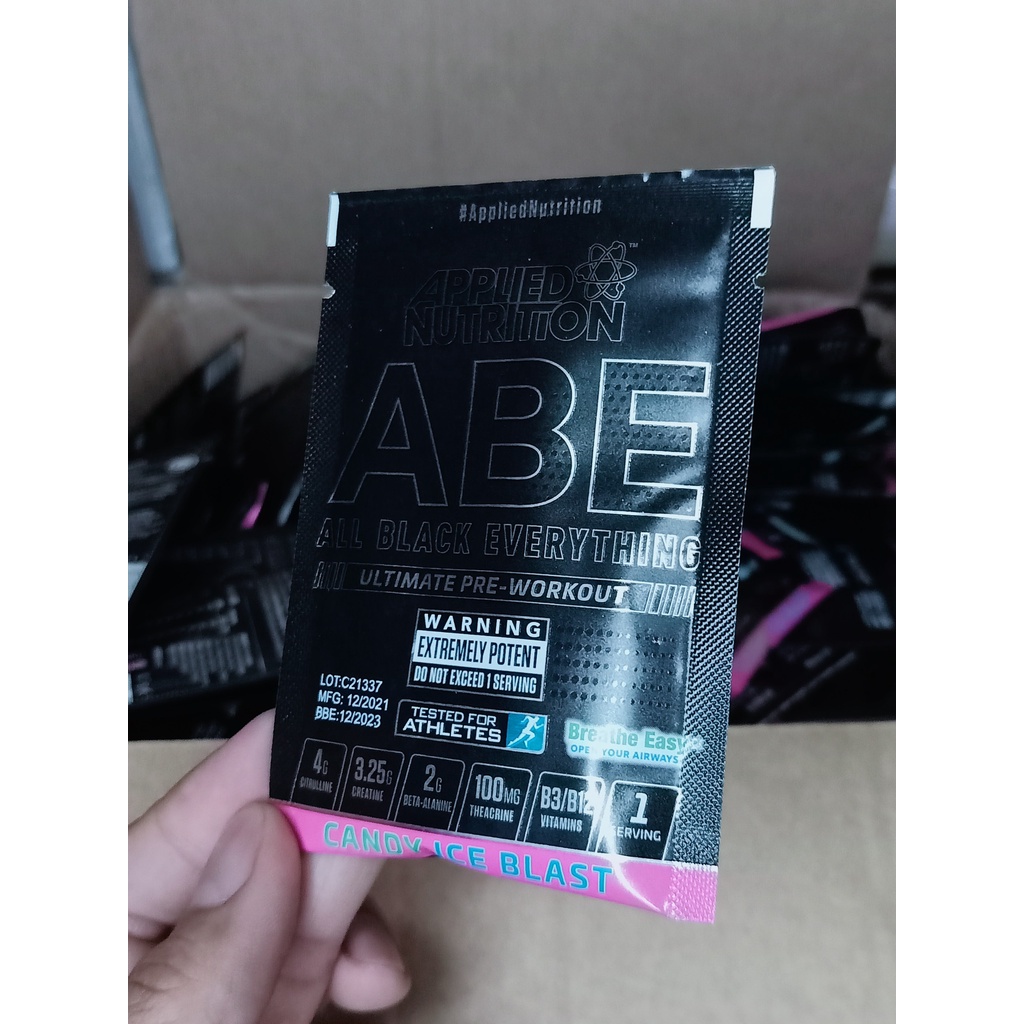 #AppliedNutrition
APPLIED
NUTRITION
™
ABE
ALL BLACK EVERYTHING
ULTIMATE PRE-WORKOUT
WARNING
EXTREMELY POTENT
DO NOT EXCEED 1 SERVING
LOT:C21337
MFG: 12/2021
BBE:12/2023
TESTED FOR
ATHLETES
Breathe Easy
OPEN YOUR AIRWAYS
4G
CITRULLINE
3.25G
CREATINE
2G
BETA-ALANINE
100MG
THEACRINE
B3/B12
VITAMINS
1
SERVING
CANDY ICE BLAST